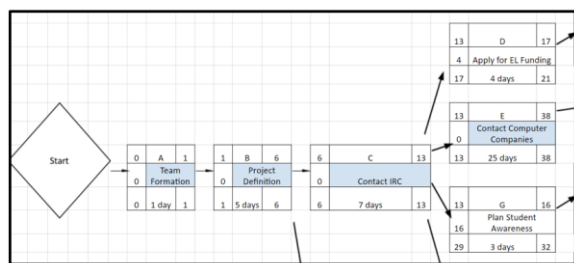 Start
0 A 1
0 Team Formation
0 1 day 1
1 B 6
0 Project Definition
1 5 days 6
6 C 13
0 Contact IRC
6 7 days 13
13 D 17
4 Apply for EL Funding
17 4 days 21
13 E 38
0 Contact Computer Companies
13 25 days 38
13 G 16
16 Plan Student Awareness
29 3 days 32